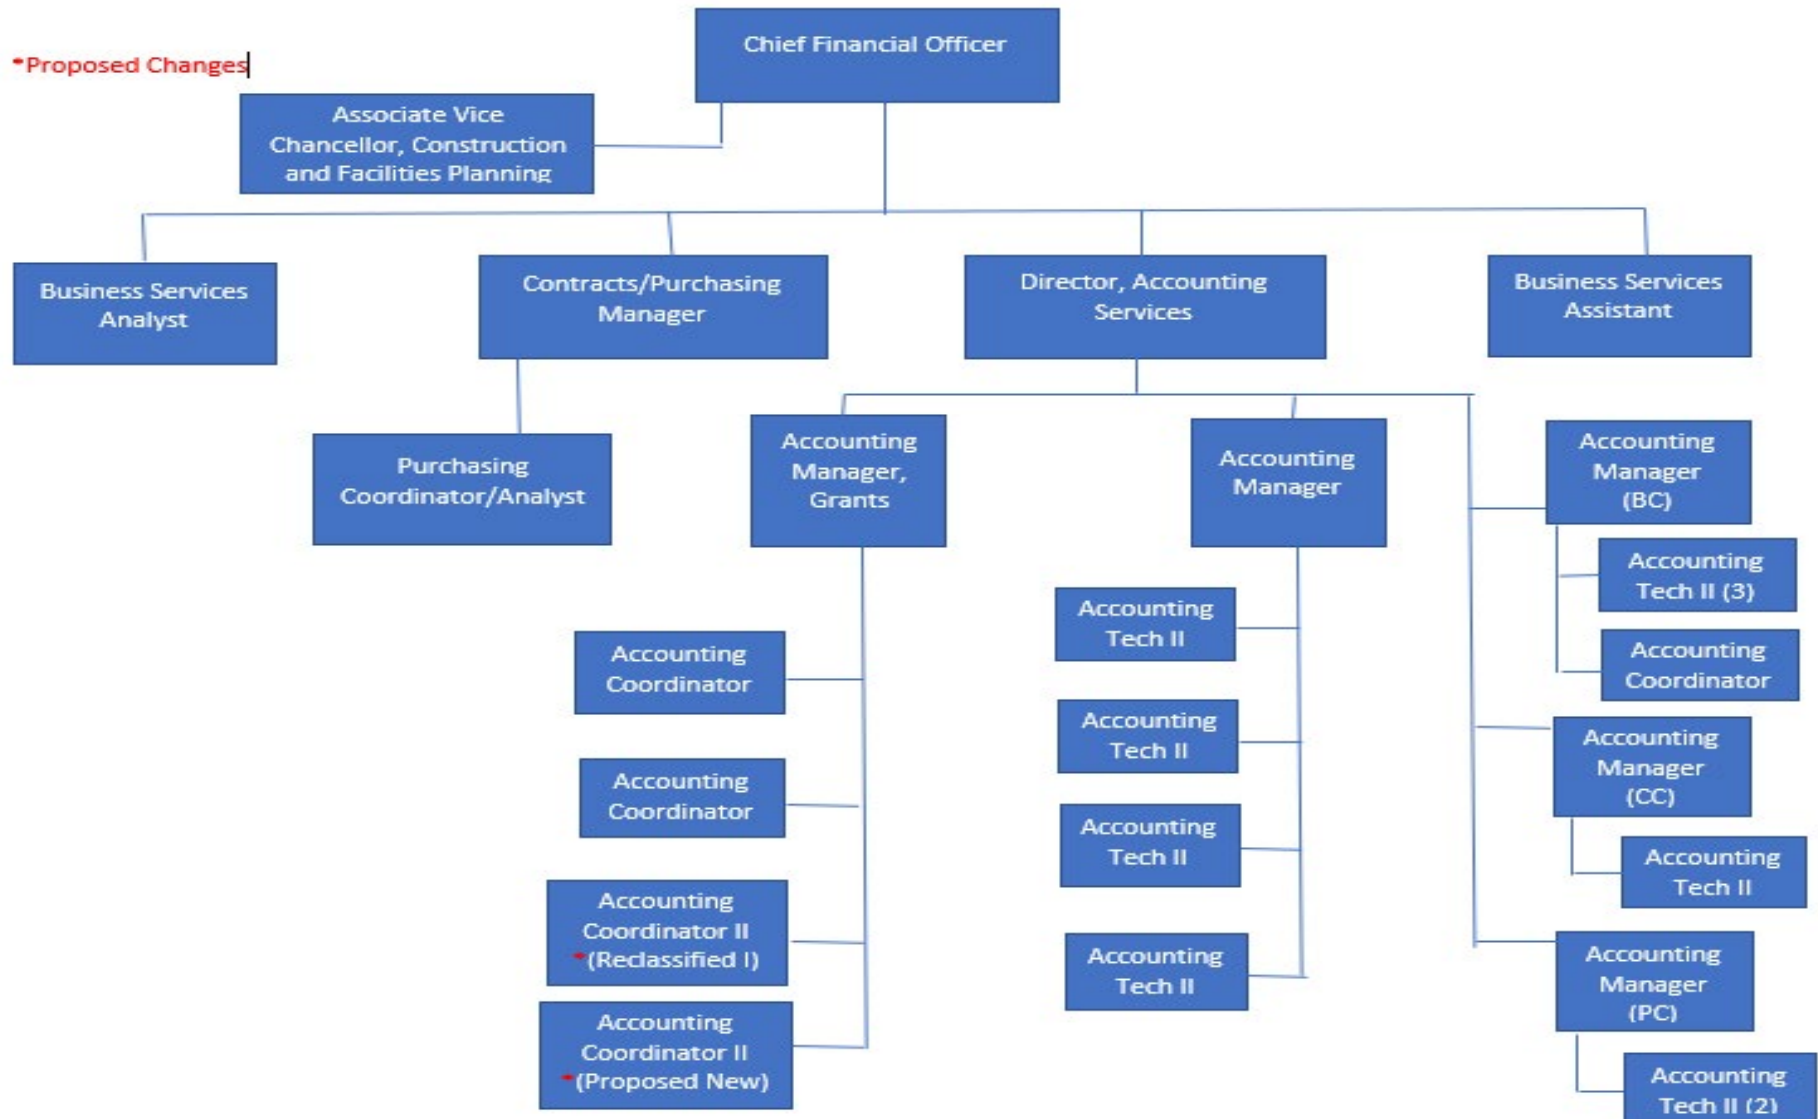 Chief Financial Officer
*Proposed Changes
Associate Vice
Chancellor, Construction
and Facilities Planning
Business Services
Analyst
Contracts/Purchasing
Manager
Director, Accounting
Services
Business Services
Assistant
Purchasing
Coordinator/Analyst
Accounting
Manager,
Grants
Accounting
Coordinator
Accounting
Coordinator
Accounting
Coordinator II
*(Reclassified I)
Accounting
Coordinator II
*(Proposed New)
Accounting
Manager
Accounting
Tech II
Accounting
Tech II
Accounting
Tech II
Accounting
Tech II
Accounting
Manager
(BC)
Accounting
Tech II (3)
Accounting
Coordinator
Accounting
Manager
(CC)
Accounting
Tech II
Accounting
Manager
(PC)
Accounting
Tech II (2)